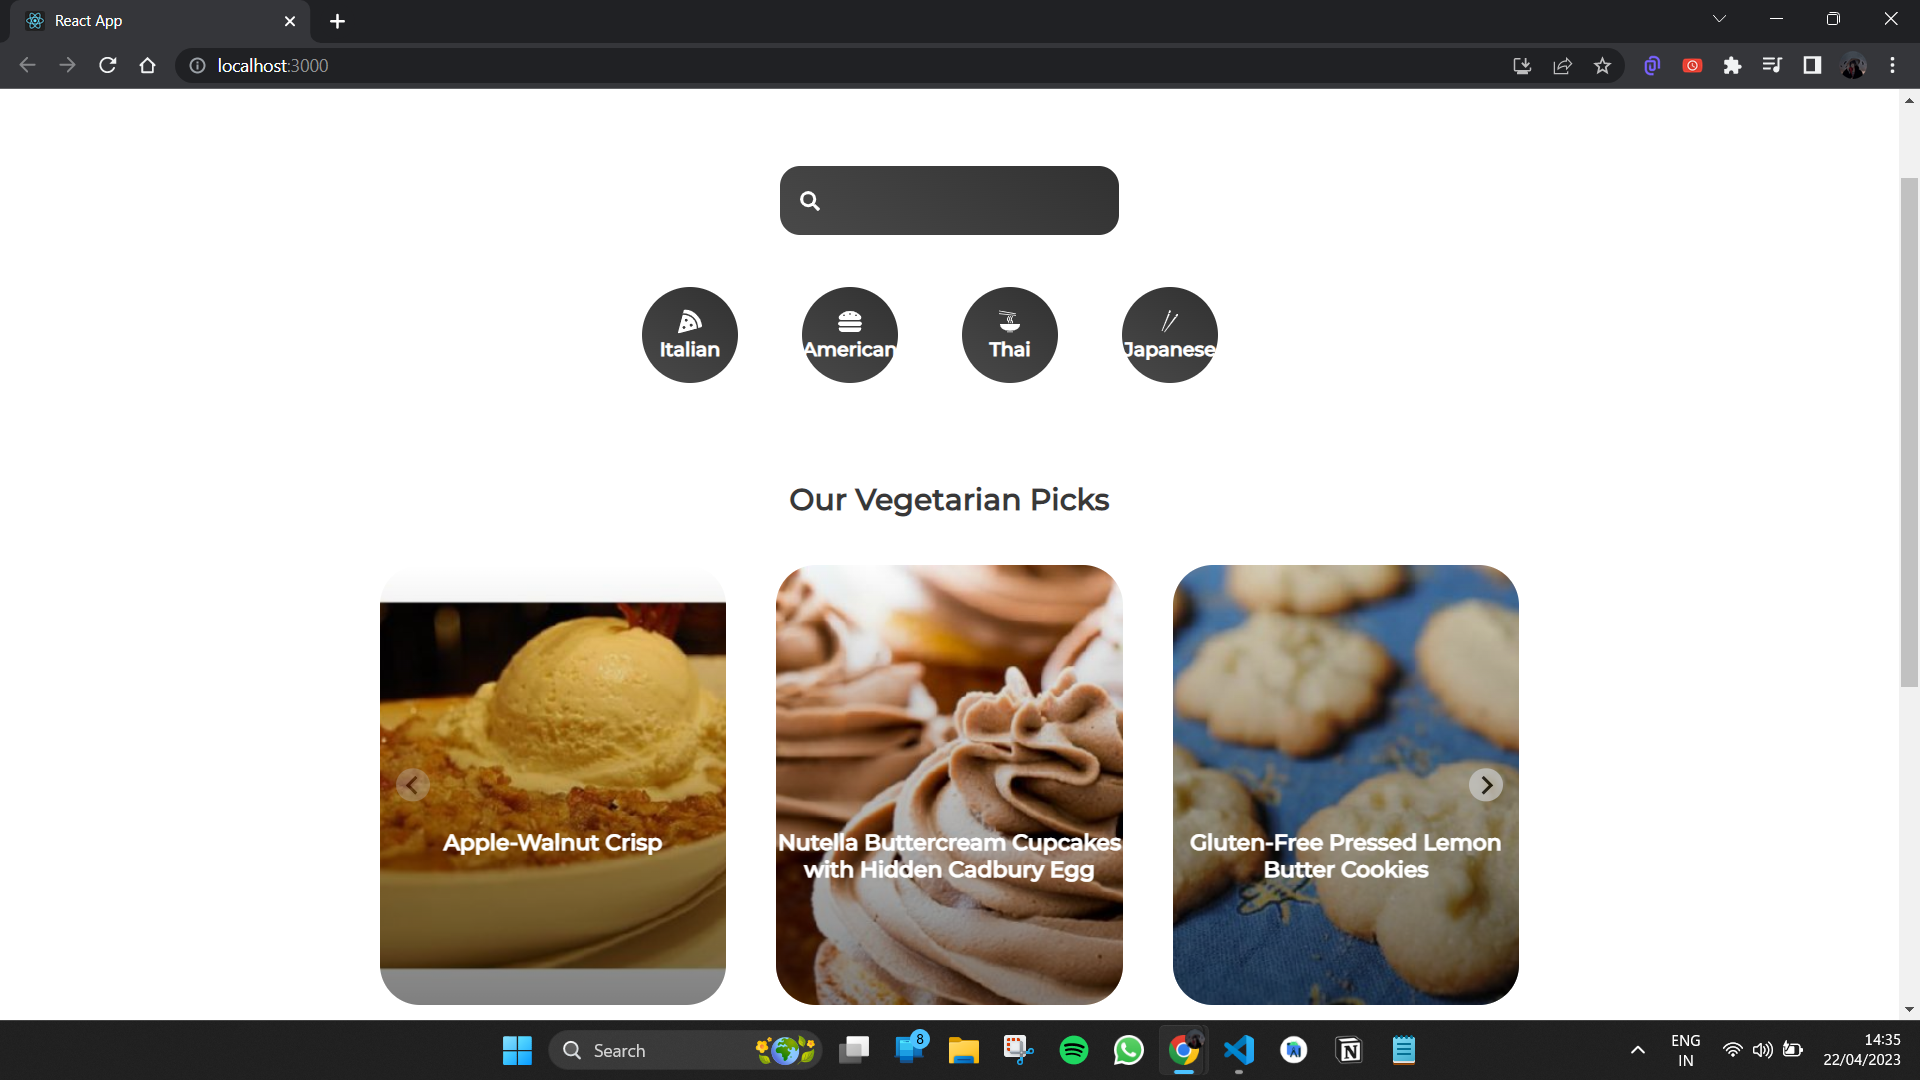 React App
localhost:3000
Italian
American
Thai
Japanese
Our Vegetarian Picks
Apple-Walnut Crisp
Nutella Buttercream Cupcakes
with Hidden Cadbury Egg
Gluten-Free Pressed Lemon
Butter Cookies
Search
8
ENG
IN
14:35
22/04/2023